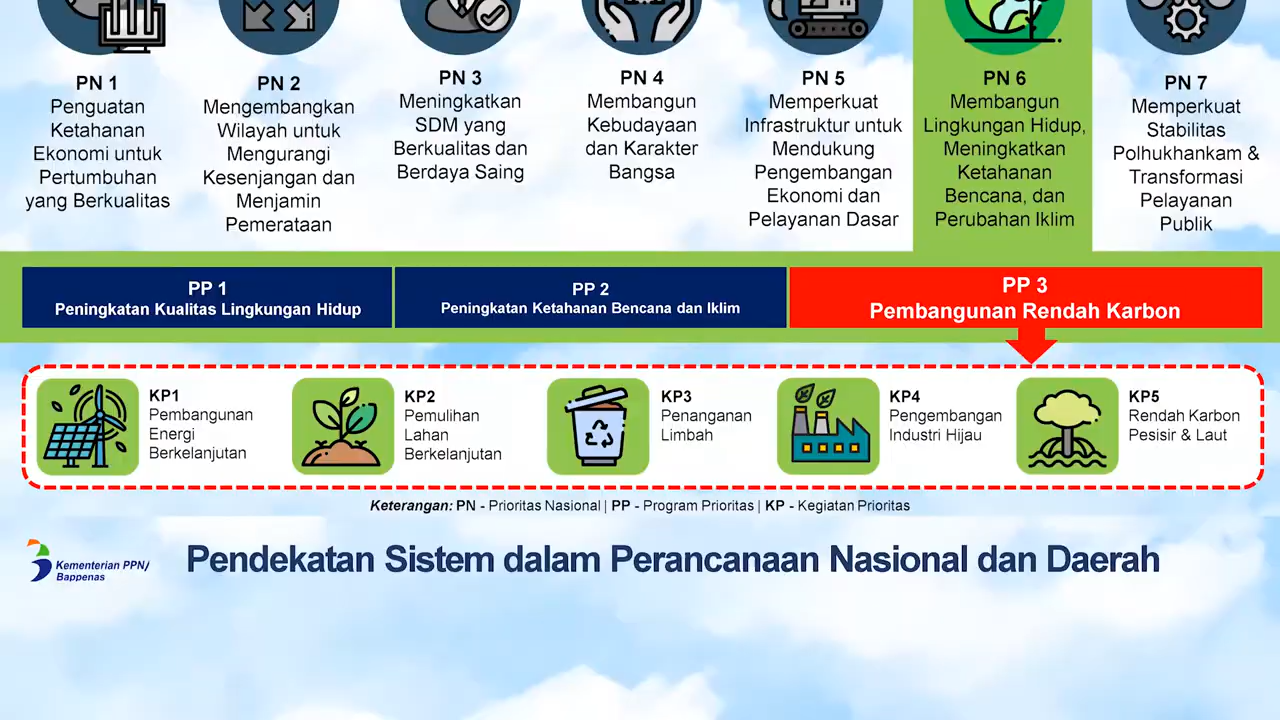 PN 1
Penguatan
Ketahanan
Ekonomi untuk
Pertumbuhan
yang Berkualitas
PN 2
Mengembangkan
Wilayah untuk
Mengurangi
Kesenjangan dan
Menjamin
Pemerataan
PN 3
Meningkatkan
SDM yang
Berkualitas dan
Berdaya Saing
PN 4
Membangun
Kebudayaan
dan Karakter
Bangsa
PN 5
Memperkuat
Infrastruktur untuk
Mendukung
Pengembangan
Ekonomi dan
Pelayanan Dasar
PN 6
Membangun
Lingkungan Hidup,
Meningkatkan
Ketahanan
Bencana, dan
Perubahan Iklim
PN 7
Memperkuat
Stabilitas
Polhukhankam &
Transformasi
Pelayanan
Publik
PP 1
Peningkatan Kualitas Lingkungan Hidup
PP 2
Peningkatan Ketahanan Bencana dan Iklim
PP 3
Pembangunan Rendah Karbon
KP1
Pembangunan
Energi
Berkelanjutan
KP2
Pemulihan
Lahan
Berkelanjutan
KP3
Penanganan
Limbah
KP4
Pengembangan
Industri Hijau
KP5
Rendah Karbon
Pesisir & Laut
Keterangan: PN - Prioritas Nasional | PP - Program Prioritas | KP - Kegiatan Prioritas
Kementerian PPN/
Bappenas
Pendekatan Sistem dalam Perancanaan Nasional dan Daerah